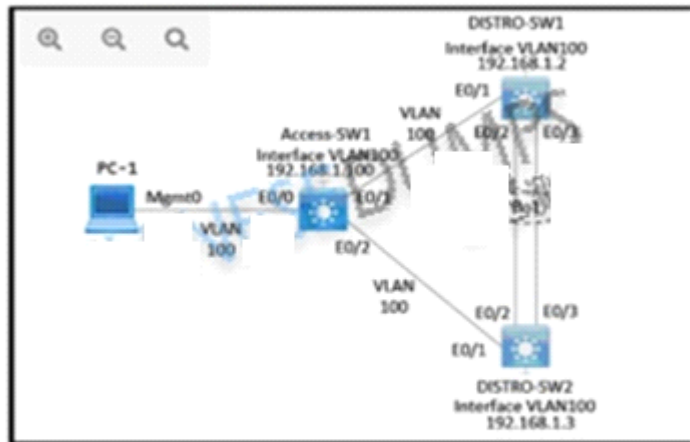 DISTRO-SW1
Interface VLAN100
192.168.1.2
E0/1
VLAN
100
E0/2
E0/3
Access-SW1
Interface VLAN100
192.168.1.100
PC-1
Mgmt0
E0/0
E0/1
VLAN
100
E0/2
VLAN
100
E0/2
E0/3
E0/1
DISTRO-SW2
Interface VLAN100
192.168.1.3